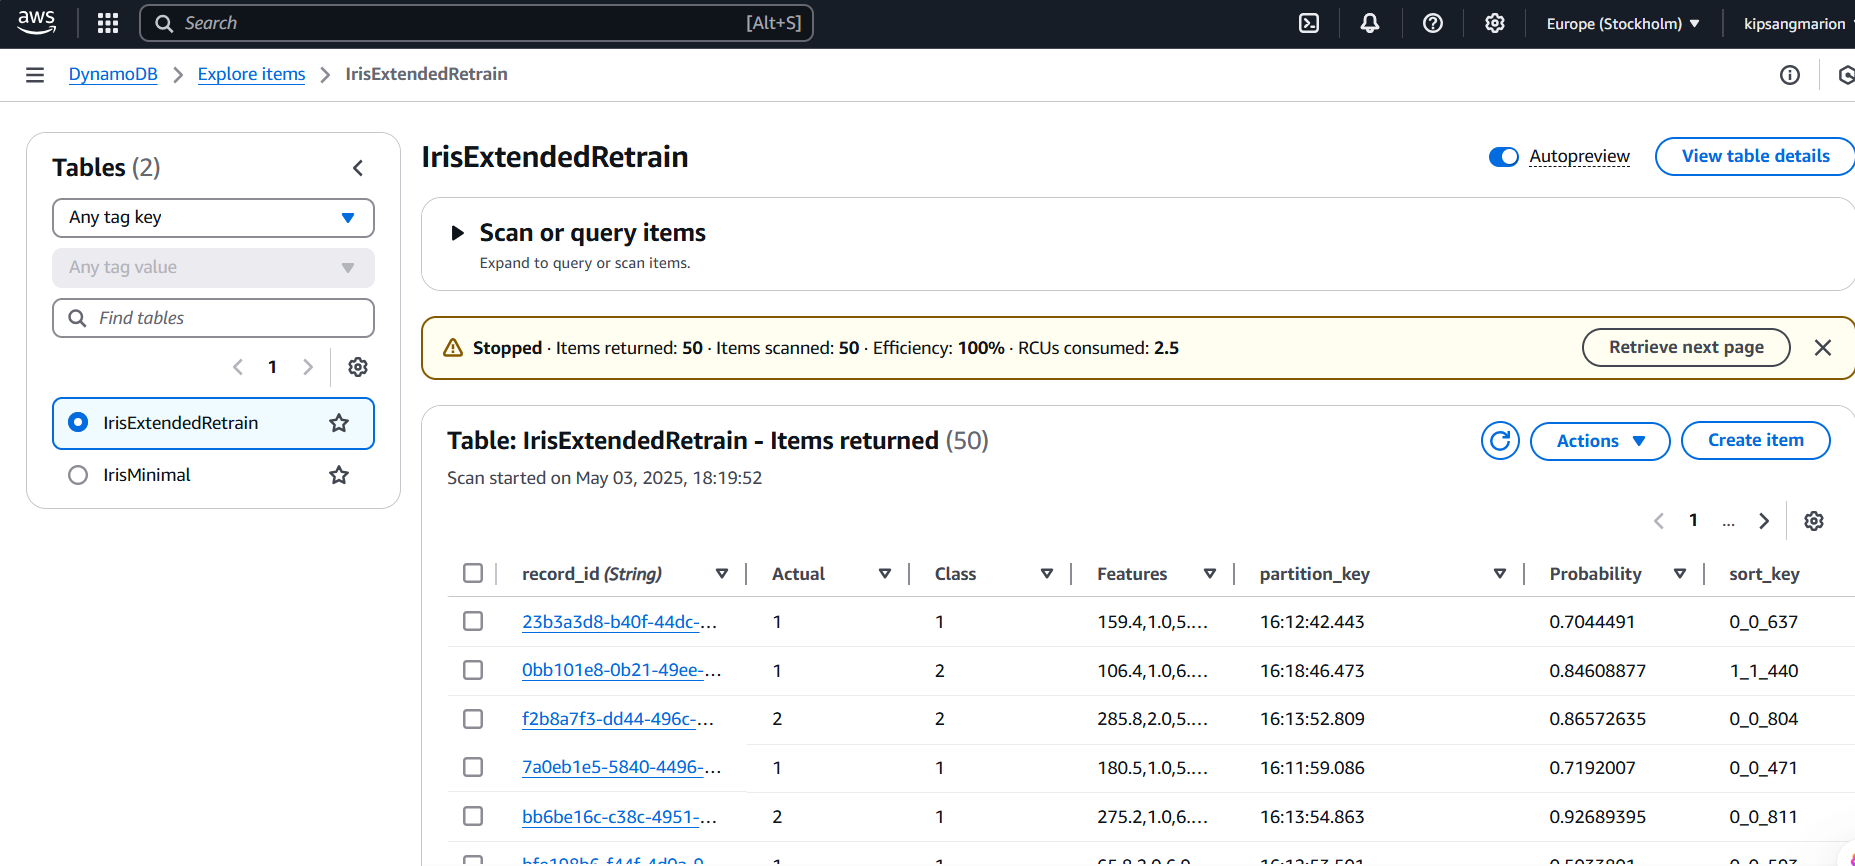 aws
Search [Alt+S]
Europe (Stockholm)
kipsangmarion
DynamoDB
Explore items
IrisExtendedRetrain
Tables (2)
Any tag key
Any tag value
Find tables
1
IrisExtendedRetrain
IrisMinimal
IrisExtendedRetrain
Autopreview
View table details
Scan or query items
Expand to query or scan items.
Stopped · Items returned: 50 · Items scanned: 50 · Efficiency: 100% · RCUs consumed: 2.5
Retrieve next page
Table: IrisExtendedRetrain - Items returned (50)
Scan started on May 03, 2025, 18:19:52
Actions
Create item
1 ...
record_id (String) Actual Class Features partition_key Probability sort_key
23b3a3d8-b40f-44dc-... 1 1 159.4,1.0,5.... 16:12:42.443 0.7044491 0_0_637
0bb101e8-0b21-49ee-... 1 2 106.4,1.0,6.... 16:18:46.473 0.84608877 1_1_440
f2b8a7f3-dd44-496c-... 2 2 285.8,2.0,5.... 16:13:52.809 0.86572635 0_0_804
7a0eb1e5-5840-4496-... 1 1 180.5,1.0,5.... 16:11:59.086 0.7192007 0_0_471
bb6be16c-c38c-4951-... 2 1 275.2,1.0,6.... 16:13:54.863 0.92689395 0_0_811